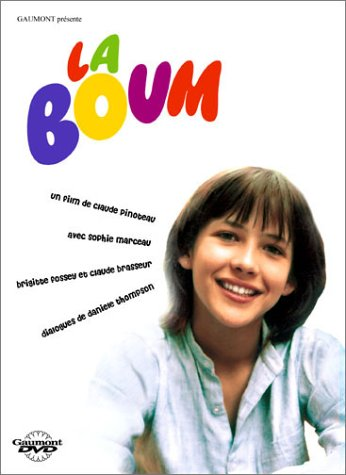 GAUMONT présente
LA
BOUM
un film de claude pinoteau
avec sophie marceau
brigitte fossey et claude brasseur
dialogues de daniele thompson
Gaumont
DVD